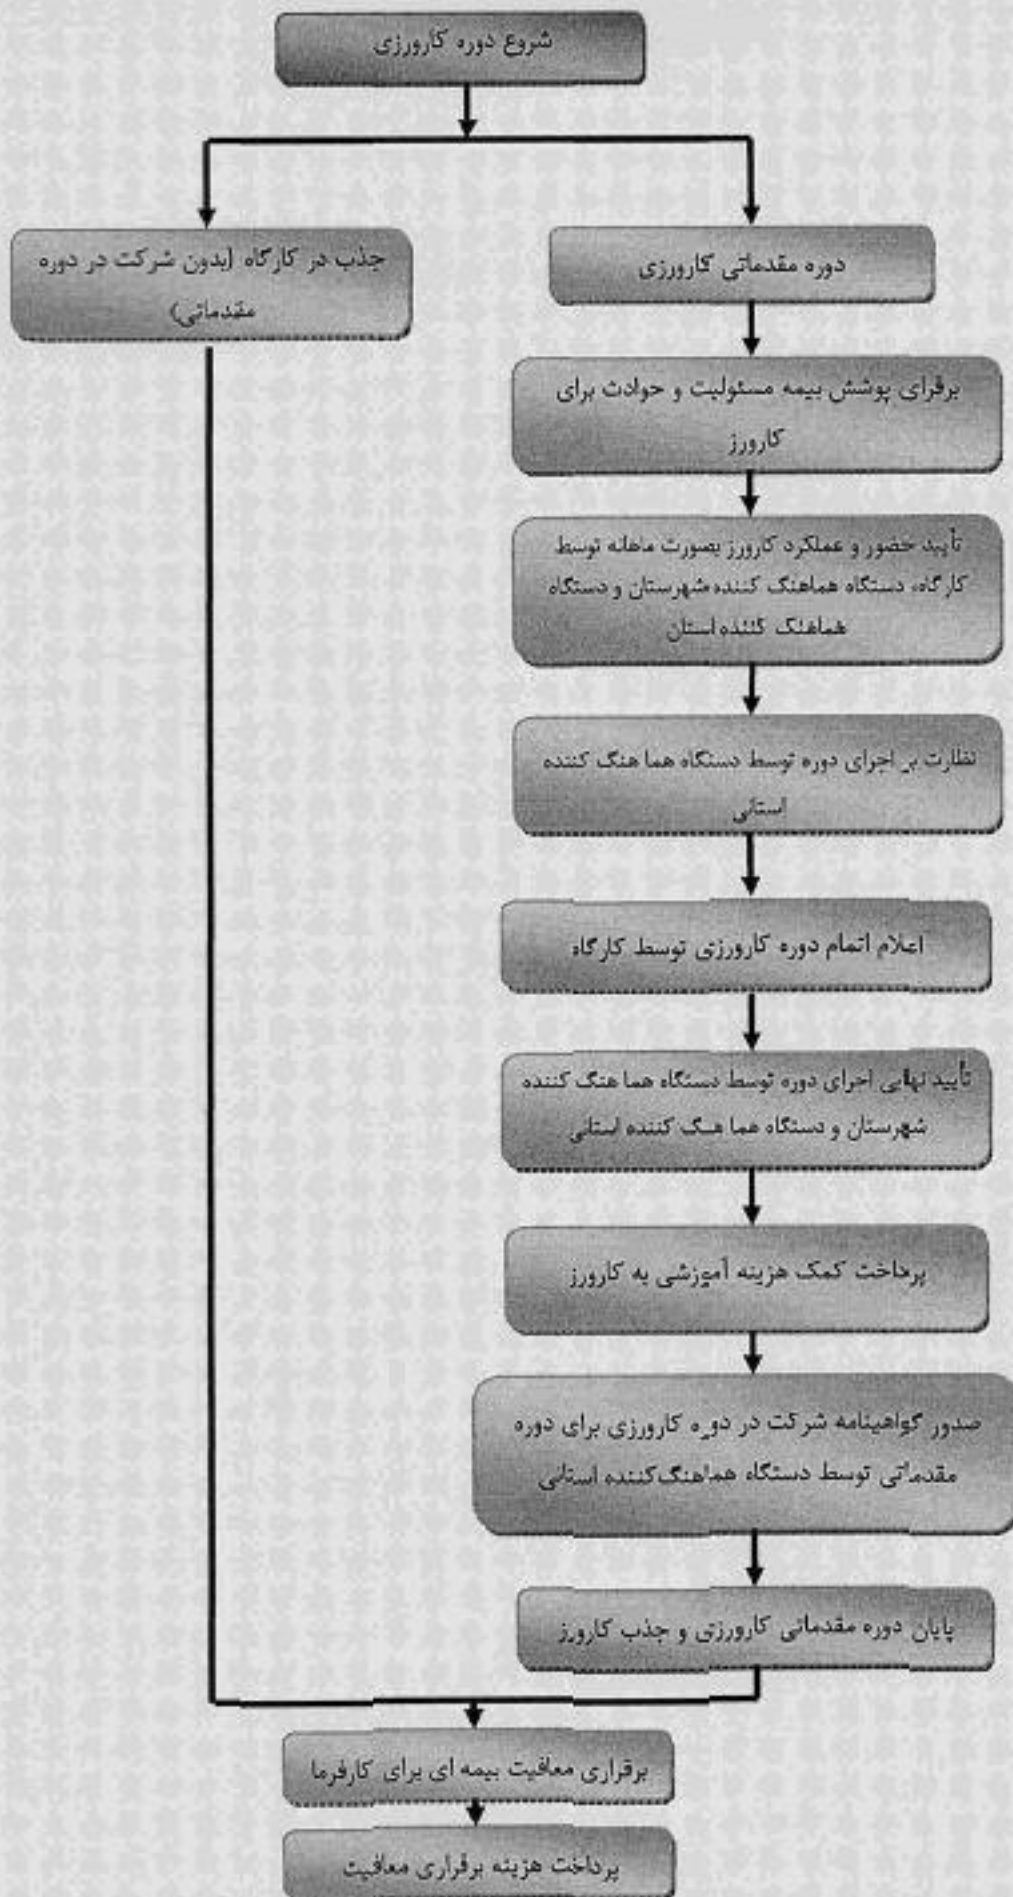 شروع دوره کارورزی
دوره مقدماتی کارورزی
جذب در کارگاه (بدون شرکت در دوره
مقدماتی)
برقرای پوشش بیمه مسئولیت و حوادث برای
کارورز
تأیید حضور و عملکرد کارورز بصورت ماهانه توسط
کارگاه، دستگاه هماهنگ کننده شهرستان و دستگاه
هماهنگ کننده استان
نظارت بر اجرای دوره توسط دستگاه هما هنگ کننده
استانی
اعلام اتمام دوره کارورزی توسط کارگاه
تأیید نهایی اجرای دوره توسط دستگاه هما هنگ کننده
شهرستان و دستگاه هما هنگ کننده استانی
پرداخت کمک هزینه آموزشی به کارورز
صدور گواهینامه شرکت در دوره کارورزی برای دوره
مقدماتی توسط دستگاه هماهنگ‌کننده استانی
پایان دوره مقدماتی کارورزی و جذب کارورز
برقراری معافیت بیمه ای برای کارفرما
پرداخت هزینه برقراری معافیت